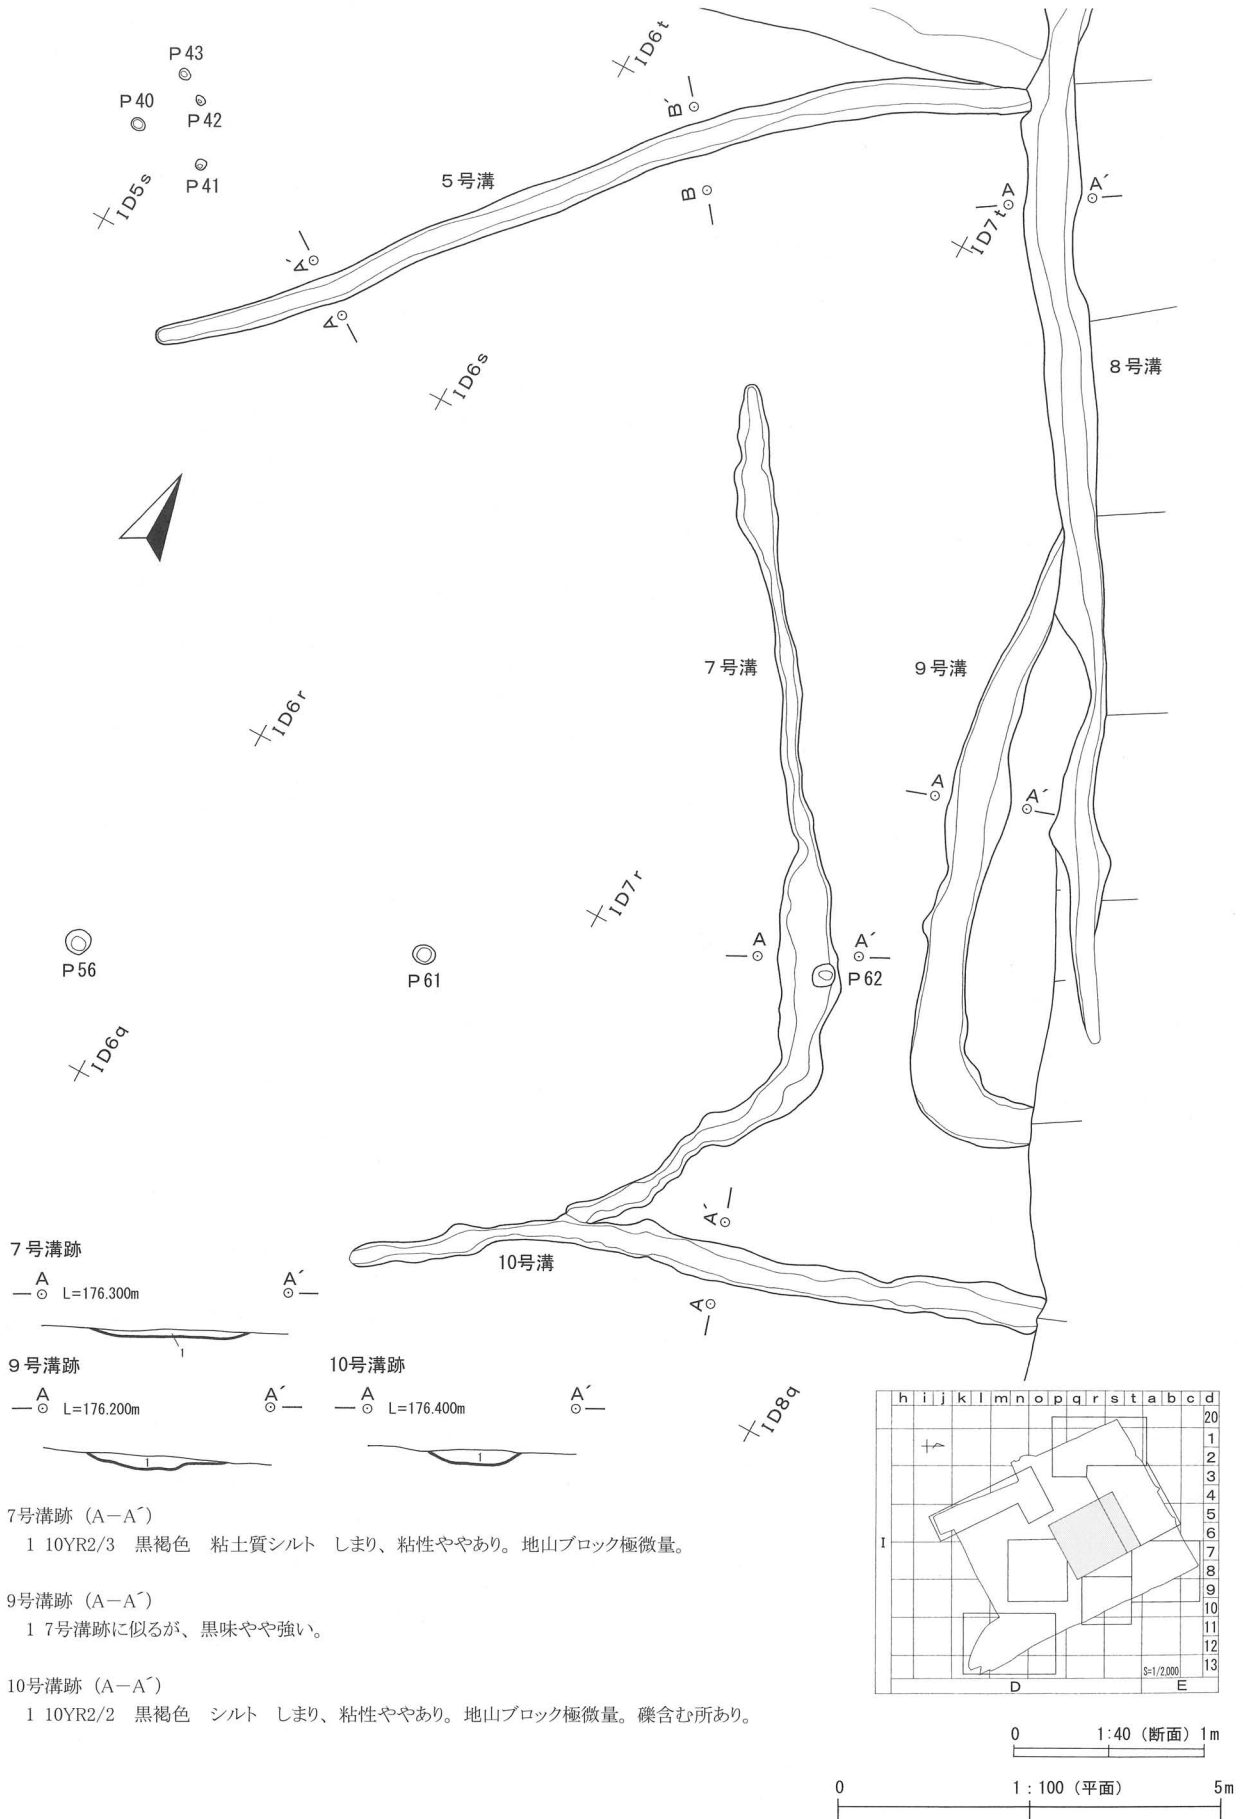 P43
P40
P42
P41
ID5s
ID6t
5号溝
B´
B
A´
A
ID6s
A
A´
ID7t
8号溝
7号溝
9号溝
ID6r
A
A´
ID7r
P56
P61
A
A´
P62
ID6q
A´
A
10号溝
ID8q
7号溝跡
A L=176.300m A´
1
9号溝跡
A L=176.200m A´
1
10号溝跡
A L=176.400m A´
1
7号溝跡（A－A´）
1 10YR2/3 黒褐色 粘土質シルト しまり、粘性ややあり。地山ブロック極微量。
9号溝跡（A－A´）
1 7号溝跡に似るが、黒味やや強い。
10号溝跡（A－A´）
1 10YR2/2 黒褐色 シルト しまり、粘性ややあり。地山ブロック極微量。礫含む所あり。
h i j k l m n o p q r s t a b c d
20
1
2
3
4
5
6
7
8
9
10
11
12
13
I
S=1/2,000
D E
0 1:40（断面）1m
0 1：100（平面） 5m